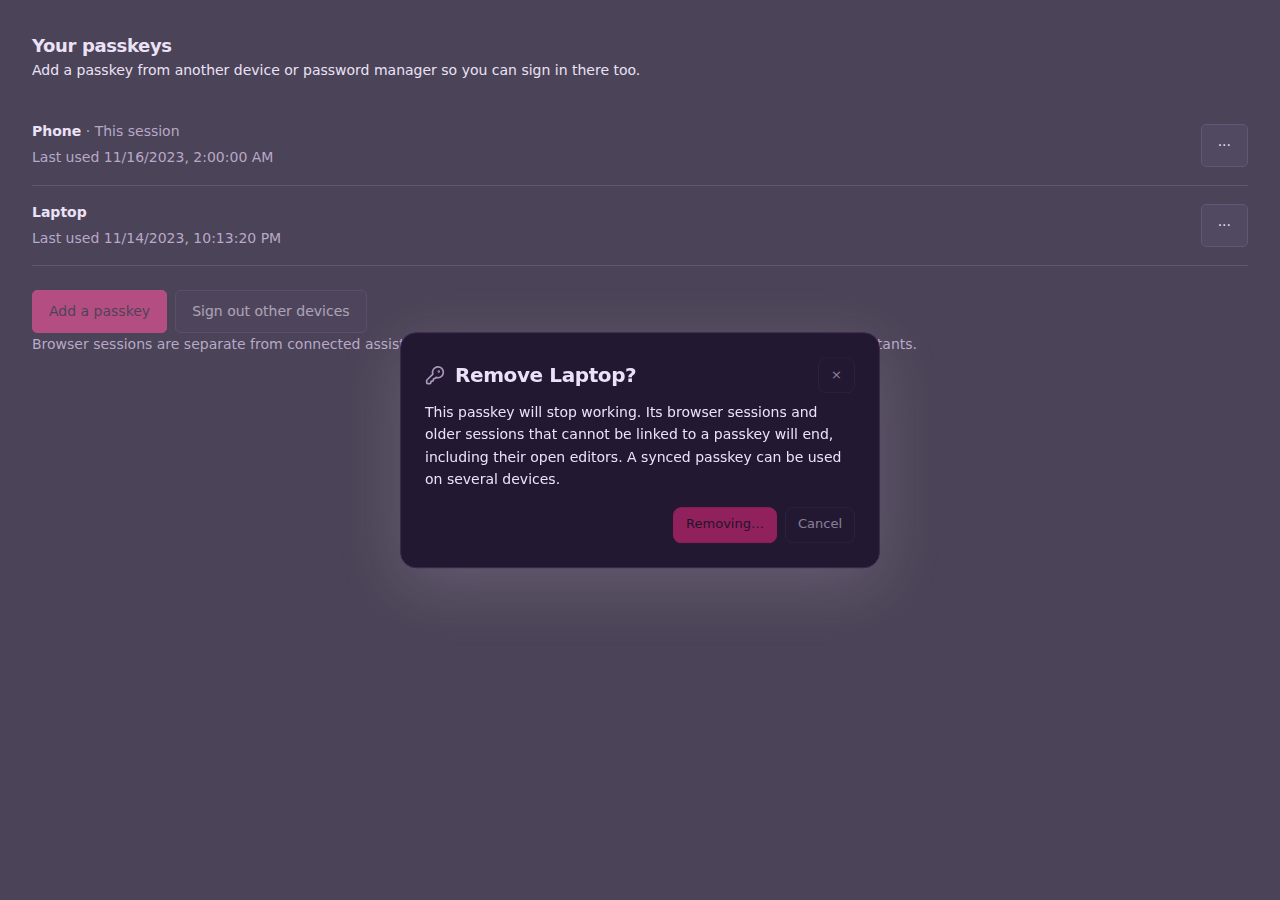 Your passkeys
Add a passkey from another device or password manager so you can sign in there too.
Phone · This session
Last used 11/16/2023, 2:00:00 AM
...
Laptop
Last used 11/14/2023, 10:13:20 PM
...
Add a passkey
Sign out other devices
Browser sessions are separate from connected
Remove Laptop?
×
This passkey will stop working. Its browser sessions and
older sessions that cannot be linked to a passkey will end,
including their open editors. A synced passkey can be used
on several devices.
Removing...
Cancel